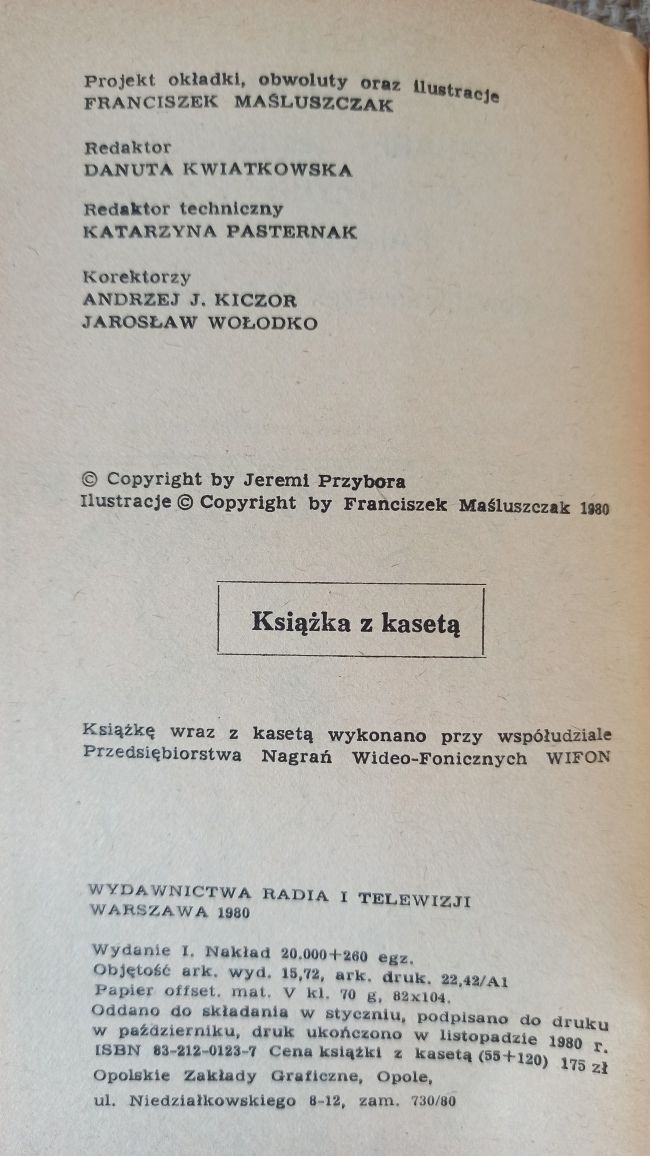 Projekt okładki, obwoluty oraz ilustracje
FRANCISZEK MAŚLUSZCZAK
Redaktor
DANUTA KWIATKOWSKA
Redaktor techniczny
KATARZYNA PASTERNAK
Korektorzy
ANDRZEJ J. KICZOR
JAROSŁAW WOŁODKO
© Copyright by Jeremi Przybora
Ilustracje © Copyright by Franciszek Maśluszczak 1980
Książka z kasetą
Książkę wraz z kasetą wykonano przy współudziale
Przedsiębiorstwa Nagrań Wideo-Fonicznych WIFON
WYDAWNICTWA RADIA I TELEWIZJI
WARSZAWA 1980
Wydanie I. Nakład 20.000+260 egz.
Objętość ark. wyd. 15,72, ark. druk. 22,42/A1
Papier offset. mat. V kl. 70 g, 82x104.
Oddano do składania w styczniu, podpisano do druku
w październiku, druk ukończono w listopadzie 1980 r.
ISBN 83-212-0123-7 Cena książki z kasetą (55+120) 175 zł
Opolskie Zakłady Graficzne, Opole,
ul. Niedziałkowskiego 8-12, zam. 730/80